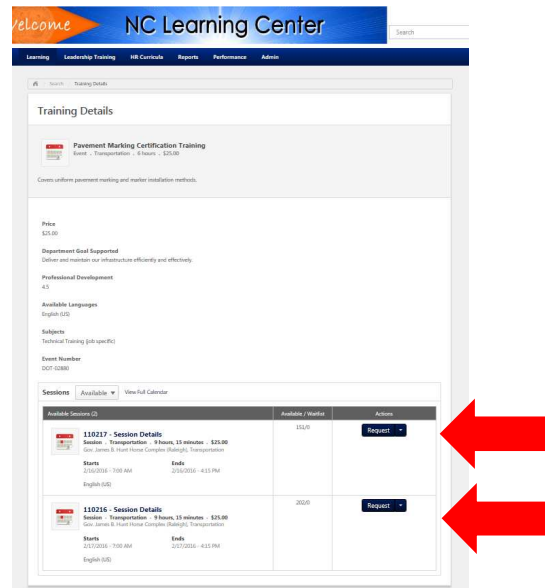 Welcome
NC Learning Center
Search
Learning Leadership Training HR Curricula Reports Performance Admin
Search Training Details
Training Details
Pavement Marking Certification Training
Event . Transportation . 6 hours . $25.00
Covers uniform pavement marking and marker installation methods.
Price
$25.00
Department Goal Supported
Deliver and maintain our infrastructure efficiently and effectively.
Professional Development
4.5
Available Languages
English (US)
Subjects
Technical Training (job specific)
Event Number
DOT-02880
Sessions Available View Full Calendar
Available Sessions (2) Available / Waitlist Actions
110217 - Session Details 151/0 Request
Session . Transportation . 9 hours, 15 minutes . $25.00
Gov. James B. Hunt Horse Complex (Raleigh), Transportation
Starts Ends
2/16/2016 - 7:00 AM 2/16/2016 - 4:15 PM
English (US)
110216 - Session Details 202/0 Request
Session . Transportation . 9 hours, 15 minutes . $25.00
Gov. James B. Hunt Horse Complex (Raleigh), Transportation
Starts Ends
2/17/2016 - 7:00 AM 2/17/2016 - 4:15 PM
English (US)